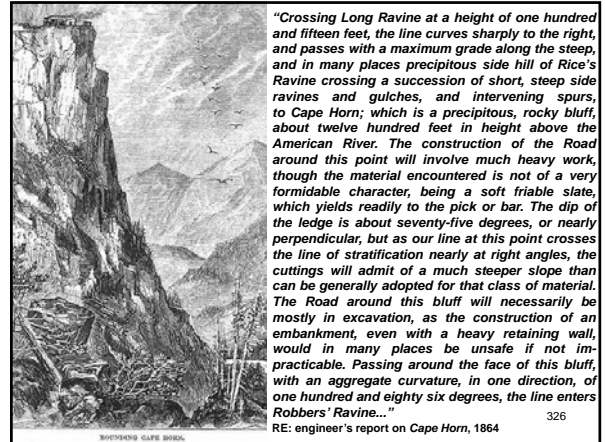 “Crossing Long Ravine at a height of one hundred
and fifteen feet, the line curves sharply to the right,
and passes with a maximum grade along the steep,
and in many places precipitous side hill of Rice’s
Ravine crossing a succession of short, steep side
ravines and gulches, and intervening spurs,
to Cape Horn; which is a precipitous, rocky bluff,
about twelve hundred feet in height above the
American River. The construction of the Road
around this point will involve much heavy work,
though the material encountered is not of a very
formidable character, being a soft friable slate,
which yields readily to the pick or bar. The dip of
the ledge is about seventy-five degrees, or nearly
perpendicular, but as our line at this point crosses
the line of stratification nearly at right angles, the
cuttings will admit of a much steeper slope than
can be generally adopted for that class of material.
The Road around this bluff will necessarily be
mostly in excavation, as the construction of an
embankment, even with a heavy retaining wall,
would in many places be unsafe if not im-
practicable. Passing around the face of this bluff,
with an aggregate curvature, in one direction, of
one hundred and eighty six degrees, the line enters
Robbers’ Ravine...”
RE: engineer’s report on Cape Horn, 1864
326
ROUNDING CAPE HORN.